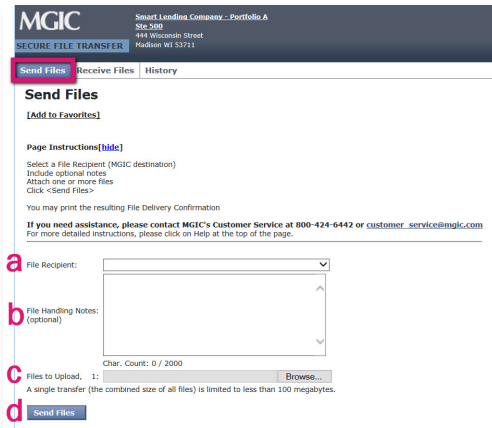 MGIC
SECURE FILE TRANSFER
Smart Lending Company - Portfolio A
Ste 500
444 Wisconsin Street
Madison WI 53711
Send Files Receive Files History
Send Files
[Add to Favorites]
Page Instructions[hide]
Select a File Recipient (MGIC destination)
Include optional notes
Attach one or more files
Click <Send Files>
You may print the resulting File Delivery Confirmation
If you need assistance, please contact MGIC's Customer Service at 800-424-6442 or customer_service@mgic.com
For more detailed instructions, please click on Help at the top of the page.
a File Recipient:
b File Handling Notes:
(optional)
Char. Count: 0 / 2000
c Files to Upload, 1: Browse...
A single transfer (the combined size of all files) is limited to less than 100 megabytes.
d Send Files